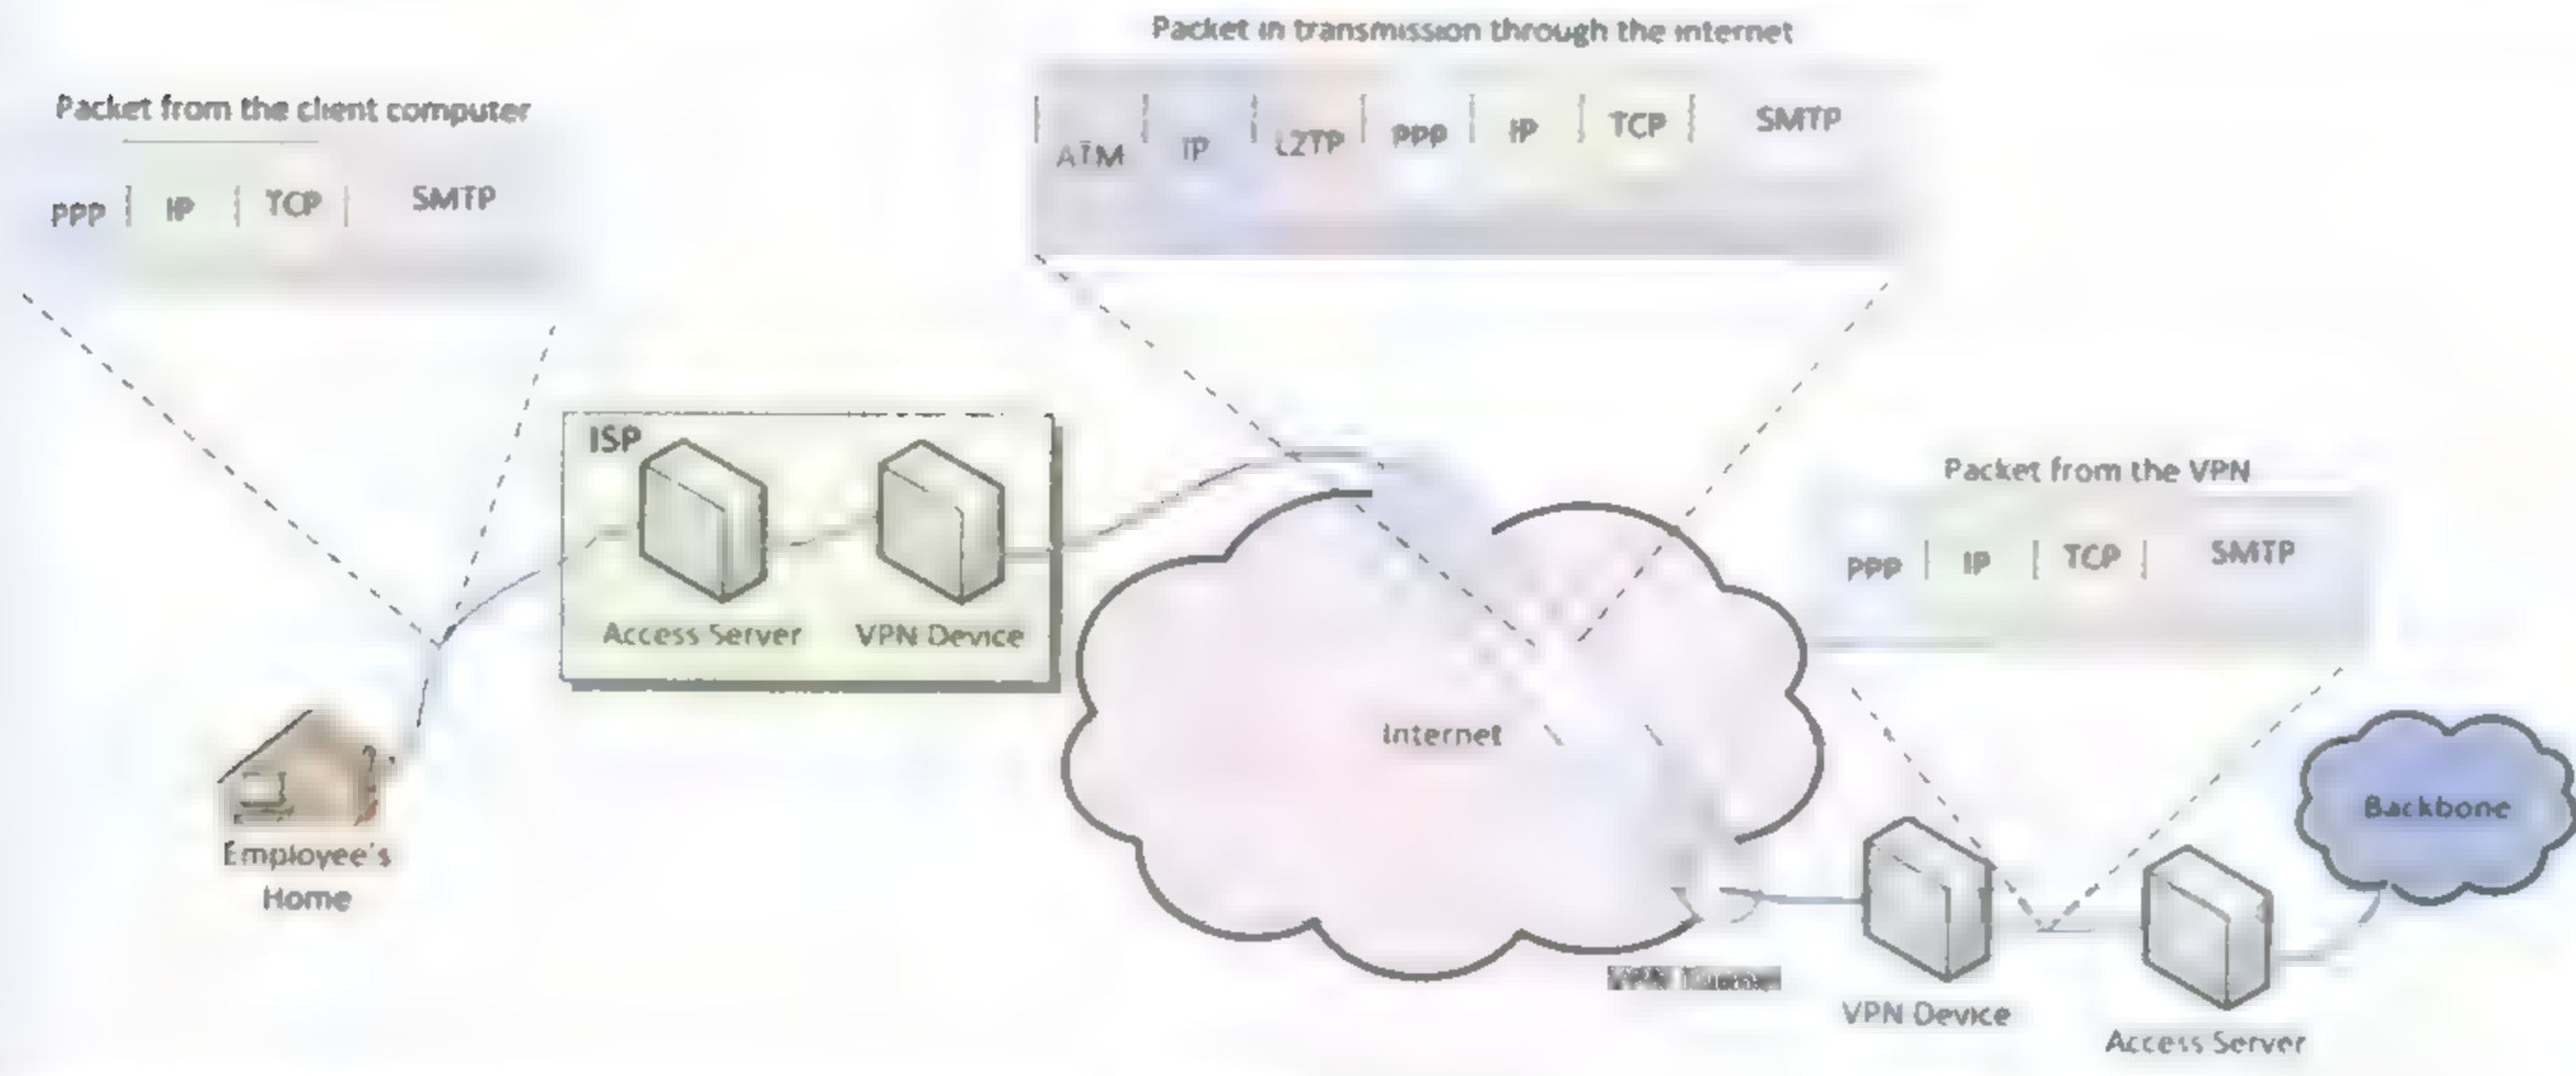 Packet in transmission through the internet
ATM IP L2TP PPP IP TCP SMTP
Packet from the client computer
PPP IP TCP SMTP
ISP
Access Server VPN Device
Packet from the VPN
PPP IP TCP SMTP
Internet
Backbone
Employee's
Home
VPN Device
Access Server